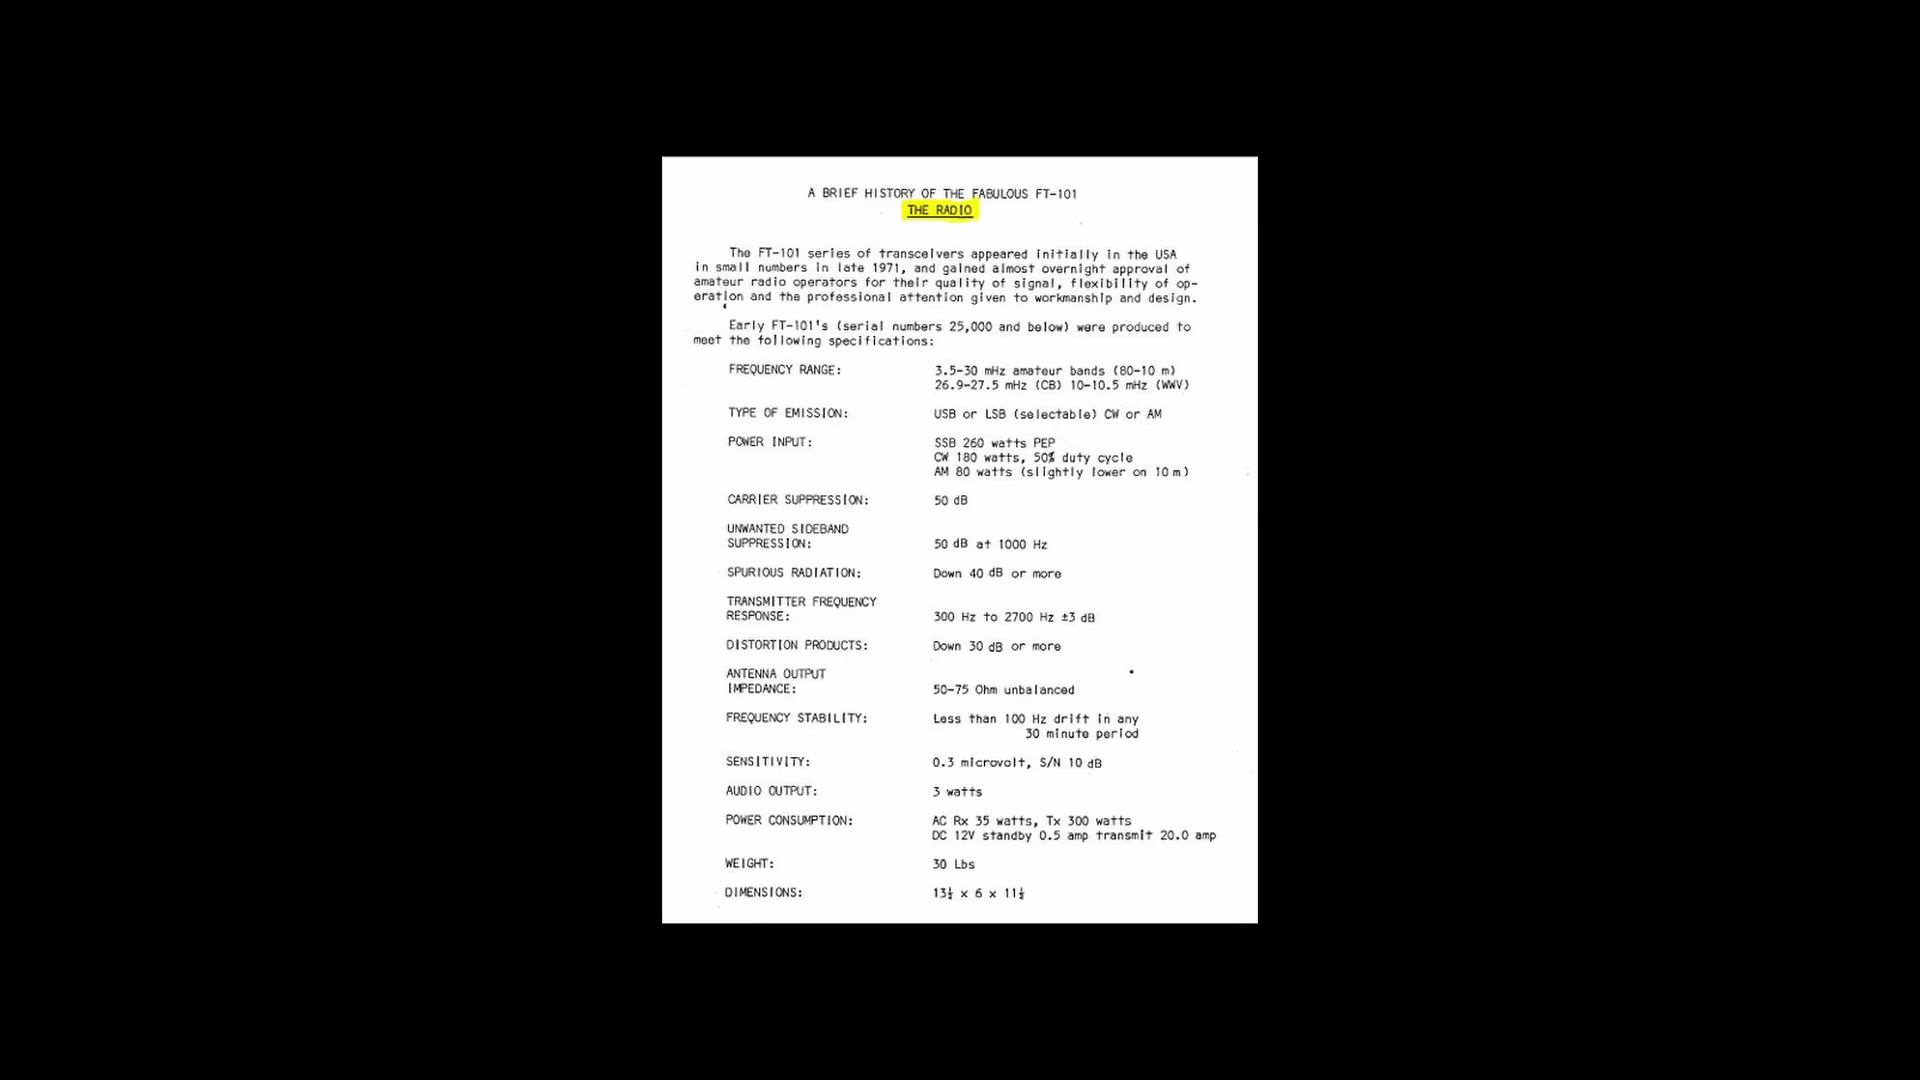 A BRIEF HISTORY OF THE FABULOUS FT-101
THE RADIO
The FT-101 series of transceivers appeared initially in the USA
in small numbers in late 1971, and gained almost overnight approval of
amateur radio operators for their quality of signal, flexibility of op-
eration and the professional attention given to workmanship and design.
Early FT-101's (serial numbers 25,000 and below) were produced to
meet the following specifications:
FREQUENCY RANGE: 3.5-30 mHz amateur bands (80-10 m)
26.9-27.5 mHz (CB) 10-10.5 mHz (WWV)
TYPE OF EMISSION: USB or LSB (selectable) CW or AM
POWER INPUT: SSB 260 watts PEP
CW 180 watts, 50% duty cycle
AM 80 watts (slightly lower on 10 m)
CARRIER SUPPRESSION: 50 dB
UNWANTED SIDEBAND
SUPPRESSION: 50 dB at 1000 Hz
SPURIOUS RADIATION: Down 40 dB or more
TRANSMITTER FREQUENCY
RESPONSE: 300 Hz to 2700 Hz ±3 dB
DISTORTION PRODUCTS: Down 30 dB or more
ANTENNA OUTPUT
IMPEDANCE: 50-75 Ohm unbalanced
FREQUENCY STABILITY: Less than 100 Hz drift in any
30 minute period
SENSITIVITY: 0.3 microvolt, S/N 10 dB
AUDIO OUTPUT: 3 watts
POWER CONSUMPTION: AC Rx 35 watts, Tx 300 watts
DC 12V standby 0.5 amp transmit 20.0 amp
WEIGHT: 30 Lbs
DIMENSIONS: 13½ x 6 x 11½